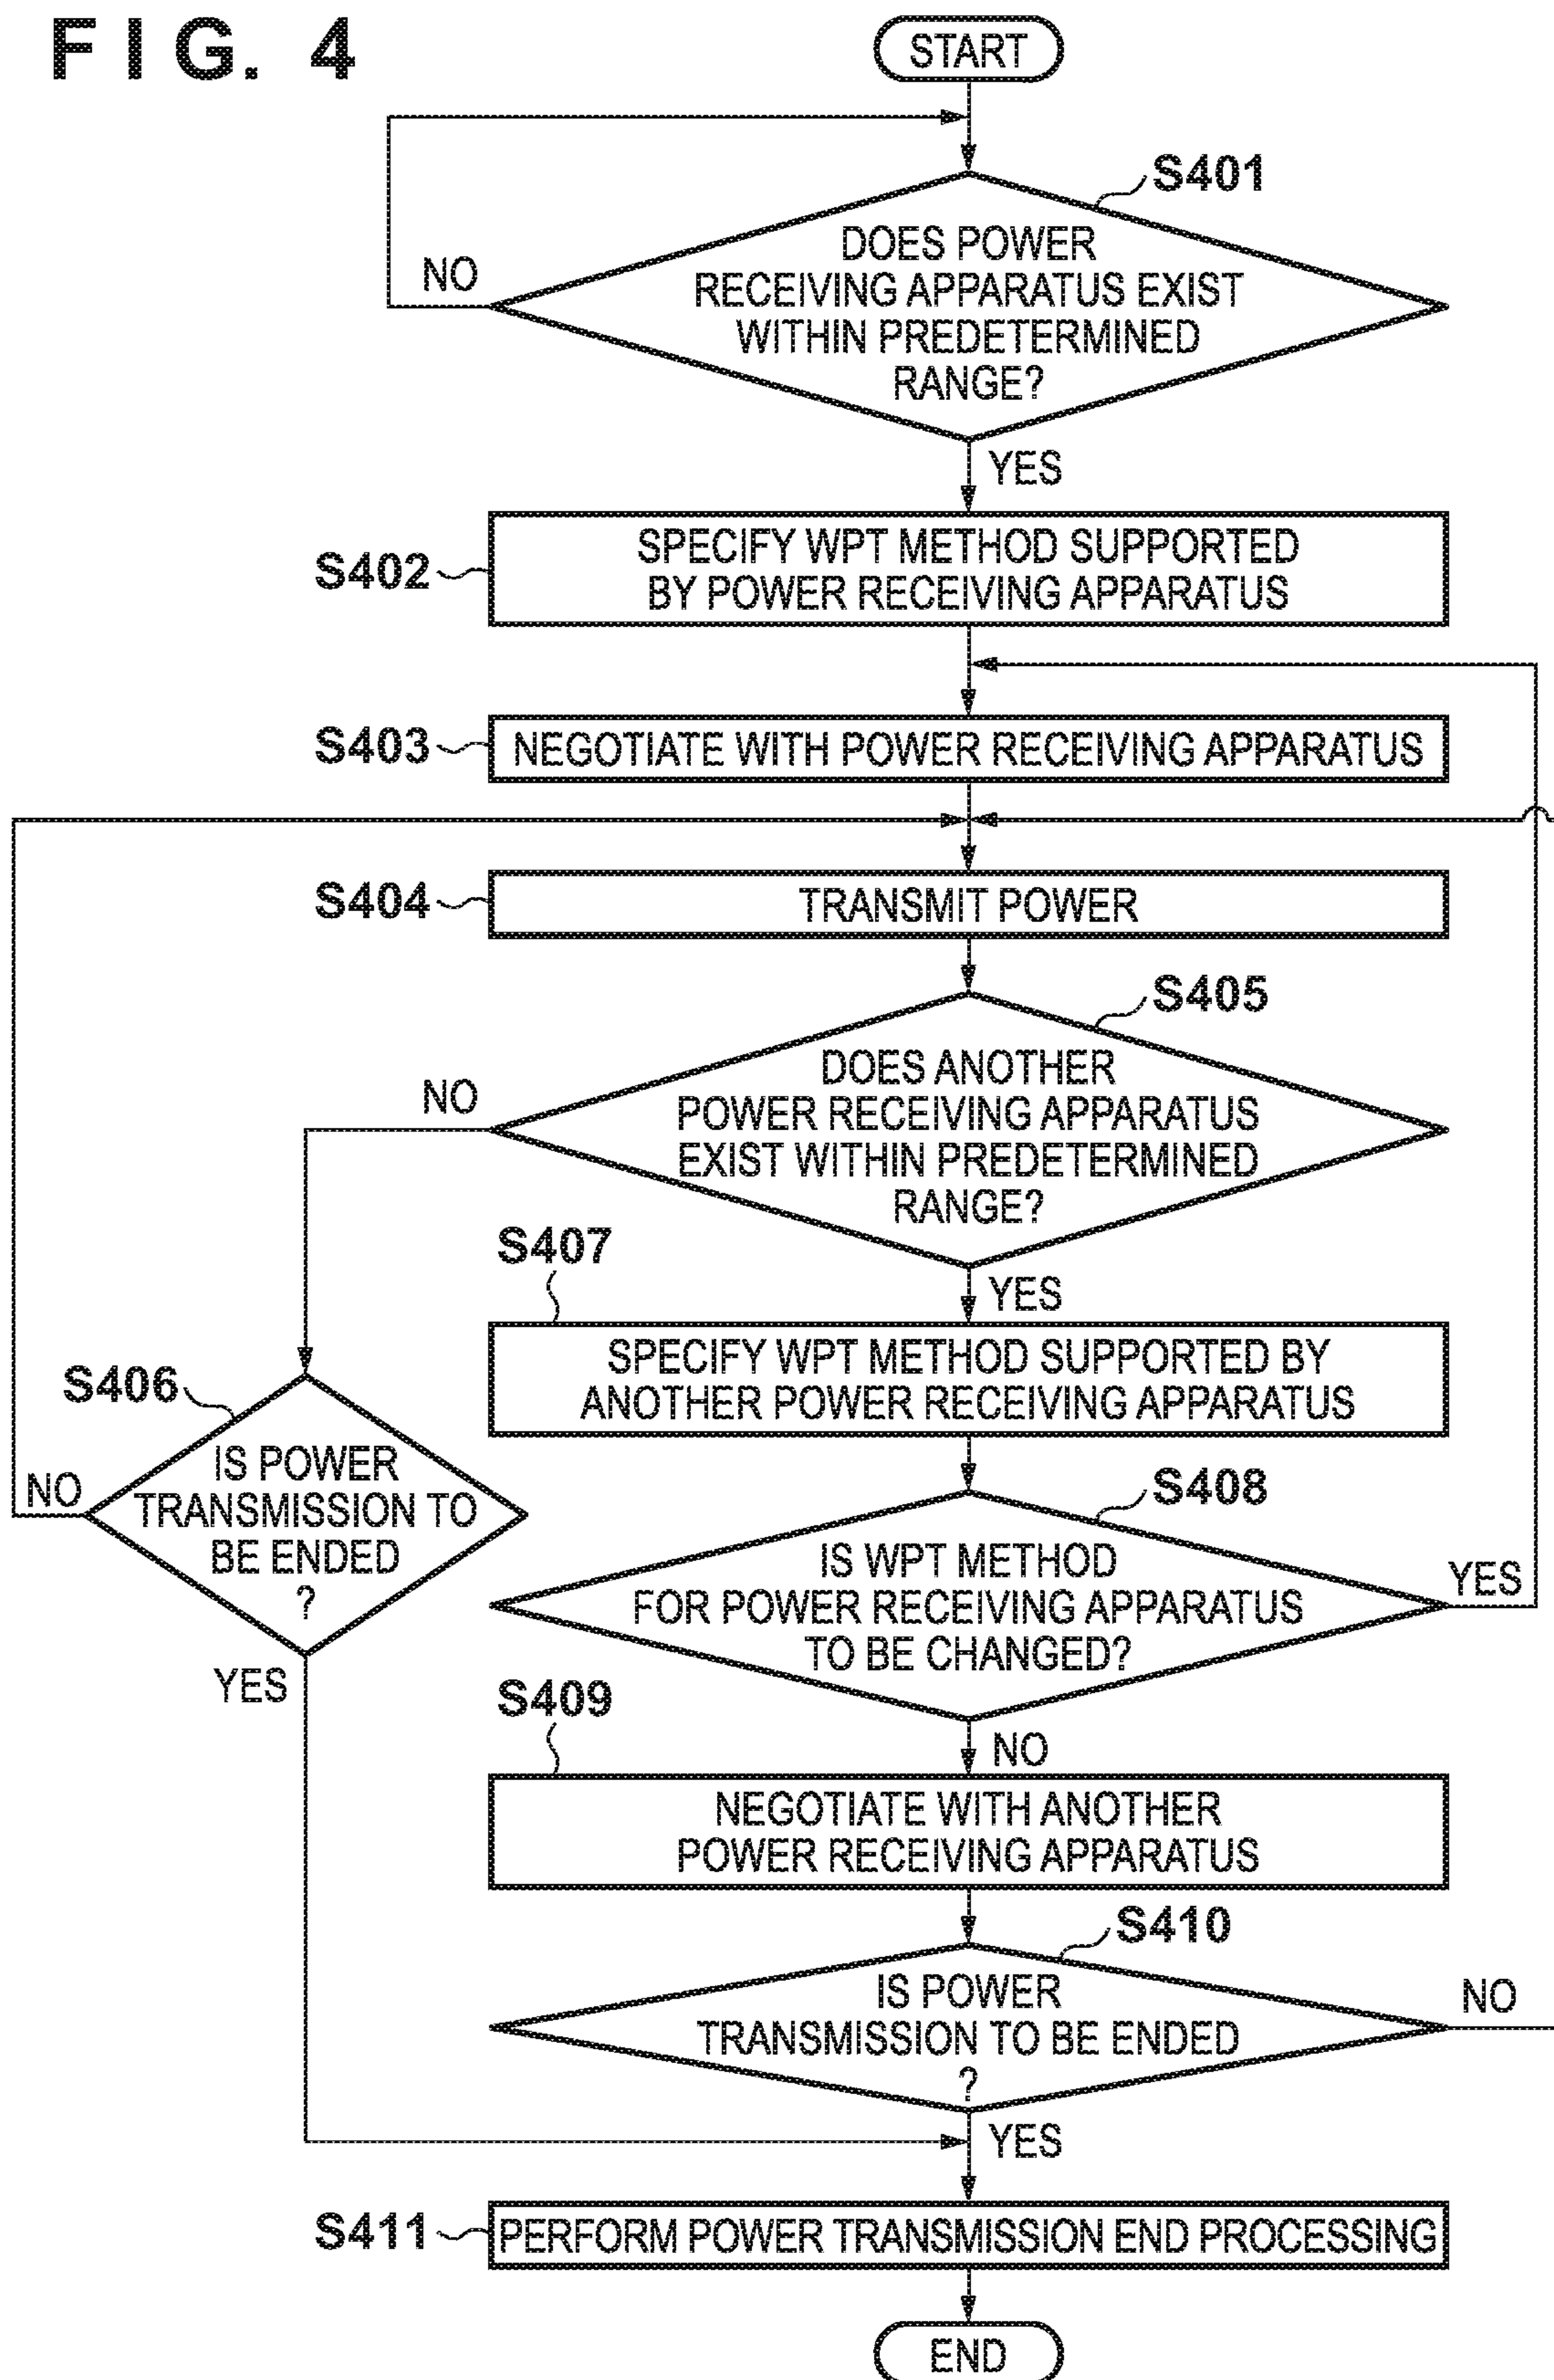 FIG. 4
START
S401
DOES POWER
RECEIVING APPARATUS EXIST
WITHIN PREDETERMINED
RANGE?
NO
YES
S402
SPECIFY WPT METHOD SUPPORTED
BY POWER RECEIVING APPARATUS
S403
NEGOTIATE WITH POWER RECEIVING APPARATUS
S404
TRANSMIT POWER
S405
DOES ANOTHER
POWER RECEIVING APPARATUS
EXIST WITHIN PREDETERMINED
RANGE?
NO
YES
S407
SPECIFY WPT METHOD SUPPORTED BY
ANOTHER POWER RECEIVING APPARATUS
S406
IS POWER
TRANSMISSION TO
BE ENDED
?
NO
YES
S408
IS WPT METHOD
FOR POWER RECEIVING APPARATUS
TO BE CHANGED?
YES
NO
S409
NEGOTIATE WITH ANOTHER
POWER RECEIVING APPARATUS
S410
IS POWER
TRANSMISSION TO BE ENDED
?
NO
YES
S411
PERFORM POWER TRANSMISSION END PROCESSING
END